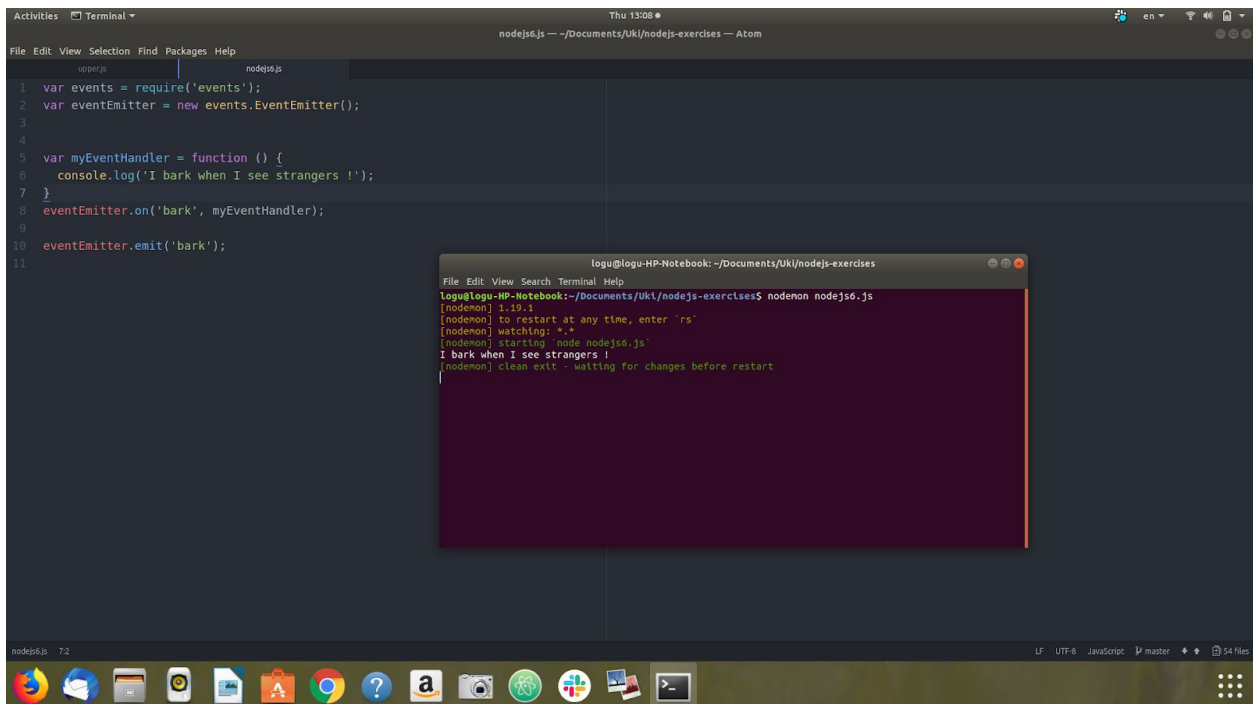 Activities Terminal Thu 13:08 en
nodejs6.js — ~/Documents/Uki/nodejs-exercises — Atom
File Edit View Selection Find Packages Help
upper.js nodejs6.js
1 var events = require('events');
2 var eventEmitter = new events.EventEmitter();
3
4
5 var myEventHandler = function () {
6 console.log('I bark when I see strangers !');
7 }
8 eventEmitter.on('bark', myEventHandler);
9
10 eventEmitter.emit('bark');
11
logu@logu-HP-Notebook: ~/Documents/Uki/nodejs-exercises
File Edit View Search Terminal Help
logu@logu-HP-Notebook:~/Documents/Uki/nodejs-exercises$ nodemon nodejs6.js
[nodemon] 1.19.1
[nodemon] to restart at any time, enter `rs`
[nodemon] watching: *.*
[nodemon] starting `node nodejs6.js`
I bark when I see strangers !
[nodemon] clean exit - waiting for changes before restart
nodejs6.js 7:2 LF UTF-8 JavaScript master 54 files